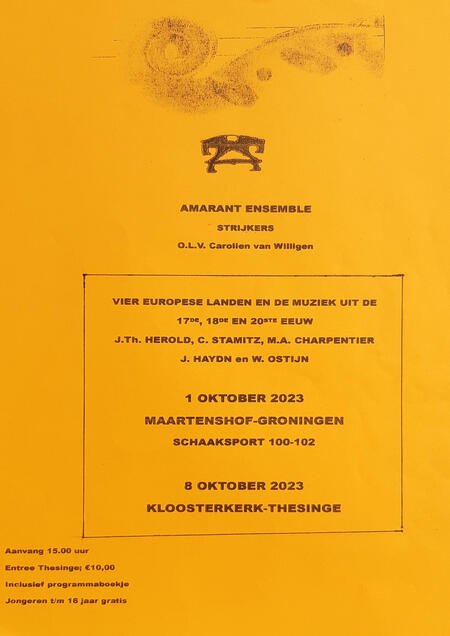 AMARANT ENSEMBLE
STRIJKERS
O.L.V. Carolien van Willigen
VIER EUROPESE LANDEN EN DE MUZIEK UIT DE
17DE, 18DE EN 20STE EEUW
J.Th. HEROLD, C. STAMITZ, M.A. CHARPENTIER
J. HAYDN en W. OSTIJN
1 OKTOBER 2023
MAARTENSHOF-GRONINGEN
SCHAAKSPORT 100-102
8 OKTOBER 2023
KLOOSTERKERK-THESINGE
Aanvang 15.00 uur
Entree Thesinge; €10,00
Inclusief programmaboekje
Jongeren t/m 16 jaar gratis